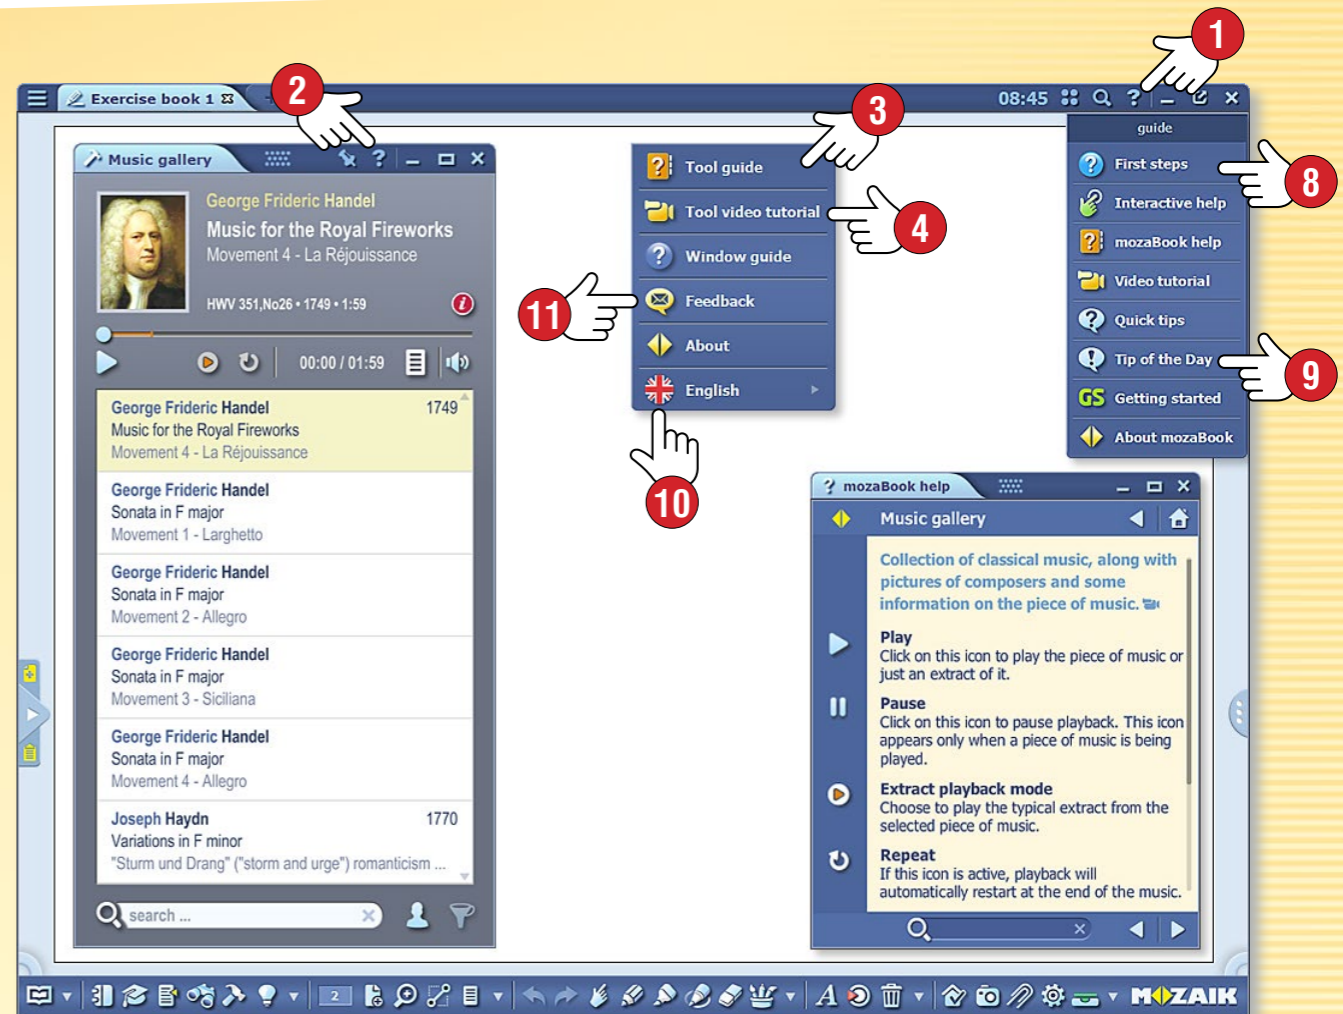 1
2
Exercise book 1
08:45
3
guide
Music gallery
Tool guide
First steps
8
George Frideric Handel
Music for the Royal Fireworks
Movement 4 - La Réjouissance
HWV 351,No26 • 1749 • 1:59
00:00 / 01:59
Tool video tutorial
4
Window guide
11
Feedback
About
English
10
Interactive help
mozaBook help
Video tutorial
Quick tips
Tip of the Day
9
GS Getting started
About mozaBook
George Frideric Handel 1749
Music for the Royal Fireworks
Movement 4 - La Réjouissance
George Frideric Handel
Sonata in F major
Movement 1 - Larghetto
George Frideric Handel
Sonata in F major
Movement 2 - Allegro
George Frideric Handel
Sonata in F major
Movement 3 - Siciliana
George Frideric Handel
Sonata in F major
Movement 4 - Allegro
Joseph Haydn 1770
Variations in F minor
"Sturm und Drang" ("storm and urge") romanticism ...
search ...
? mozaBook help
Music gallery
Collection of classical music, along with
pictures of composers and some
information on the piece of music.
Play
Click on this icon to play the piece of music or
just an extract of it.
Pause
Click on this icon to pause playback. This icon
appears only when a piece of music is being
played.
Extract playback mode
Choose to play the typical extract from the
selected piece of music.
Repeat
If this icon is active, playback will
automatically restart at the end of the music.
2
A
MOZAIK